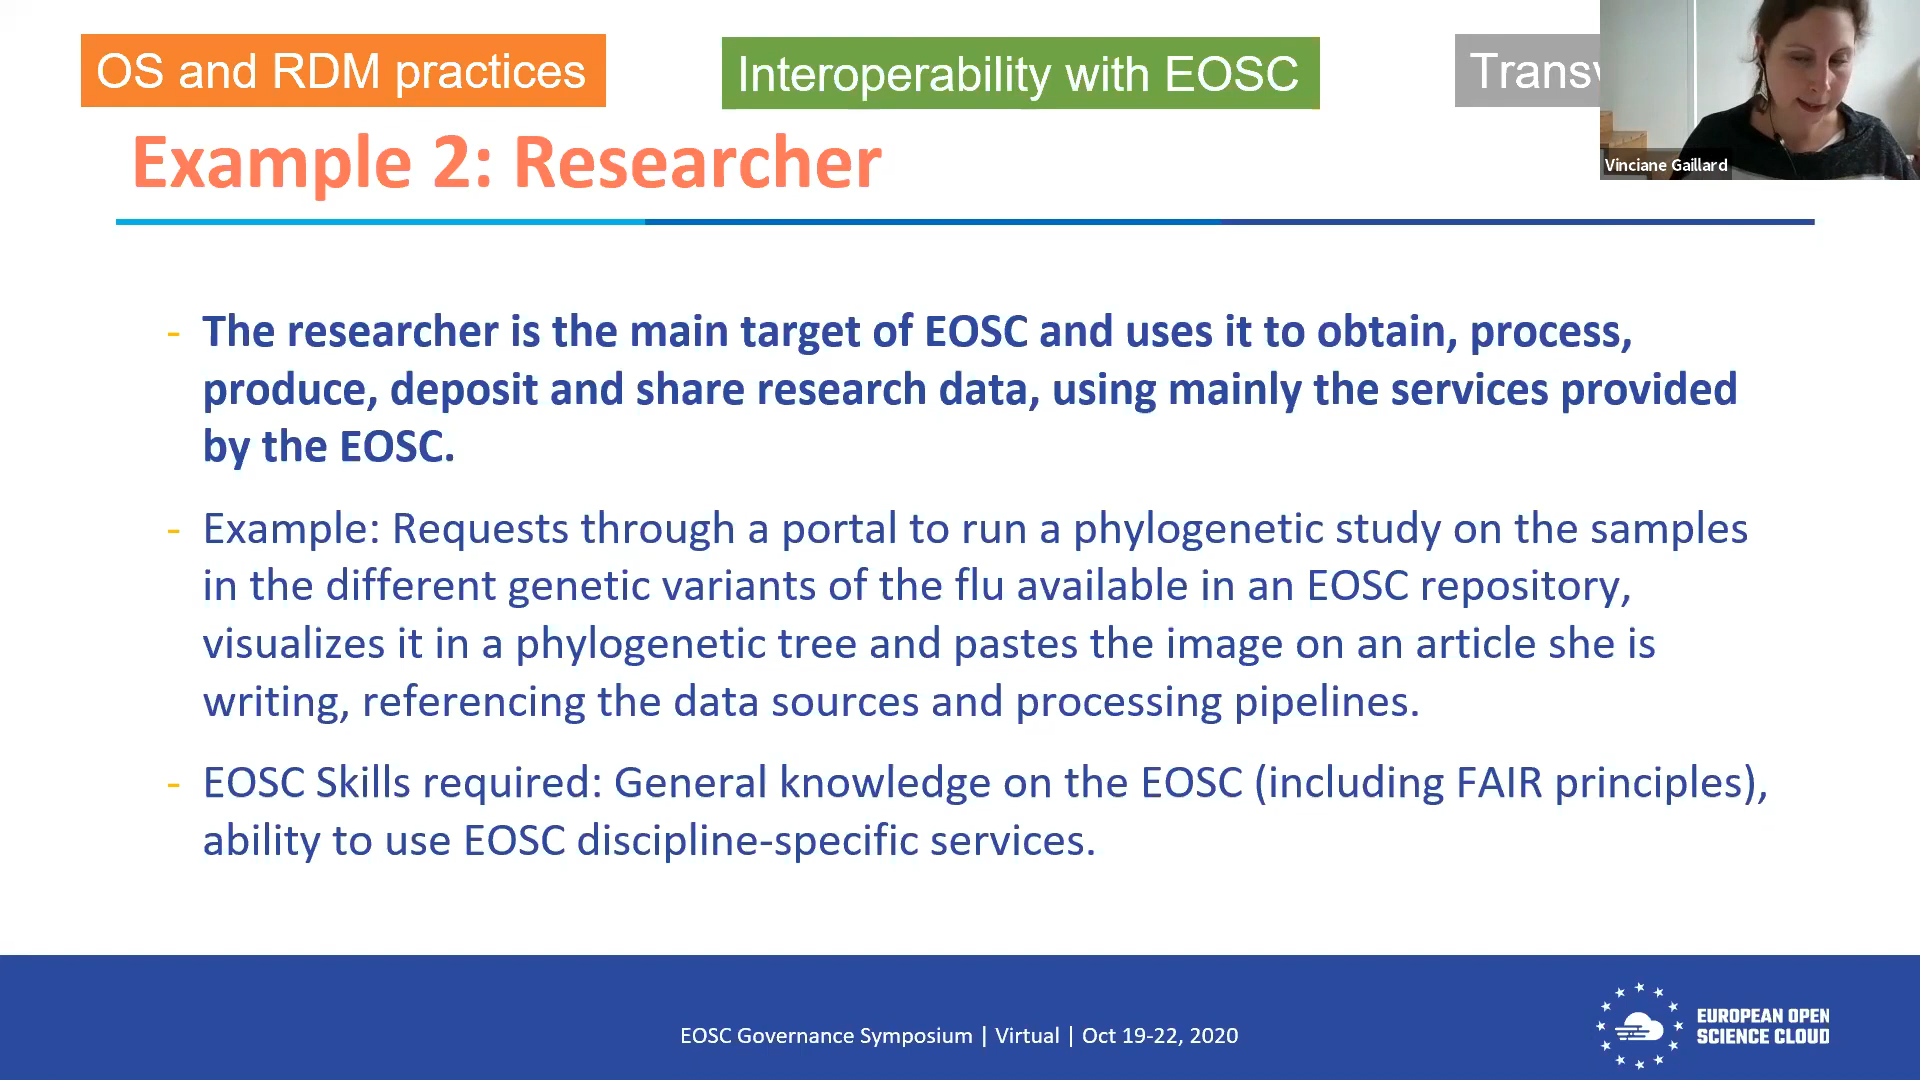 OS and RDM practices
Interoperability with EOSC
Vinciane Gaillard
Example 2: Researcher
- The researcher is the main target of EOSC and uses it to obtain, process,
produce, deposit and share research data, using mainly the services provided
by the EOSC.
- Example: Requests through a portal to run a phylogenetic study on the samples
in the different genetic variants of the flu available in an EOSC repository,
visualizes it in a phylogenetic tree and pastes the image on an article she is
writing, referencing the data sources and processing pipelines.
- EOSC Skills required: General knowledge on the EOSC (including FAIR principles),
ability to use EOSC discipline-specific services.
EOSC Governance Symposium | Virtual | Oct 19-22, 2020
EUROPEAN OPEN
SCIENCE CLOUD